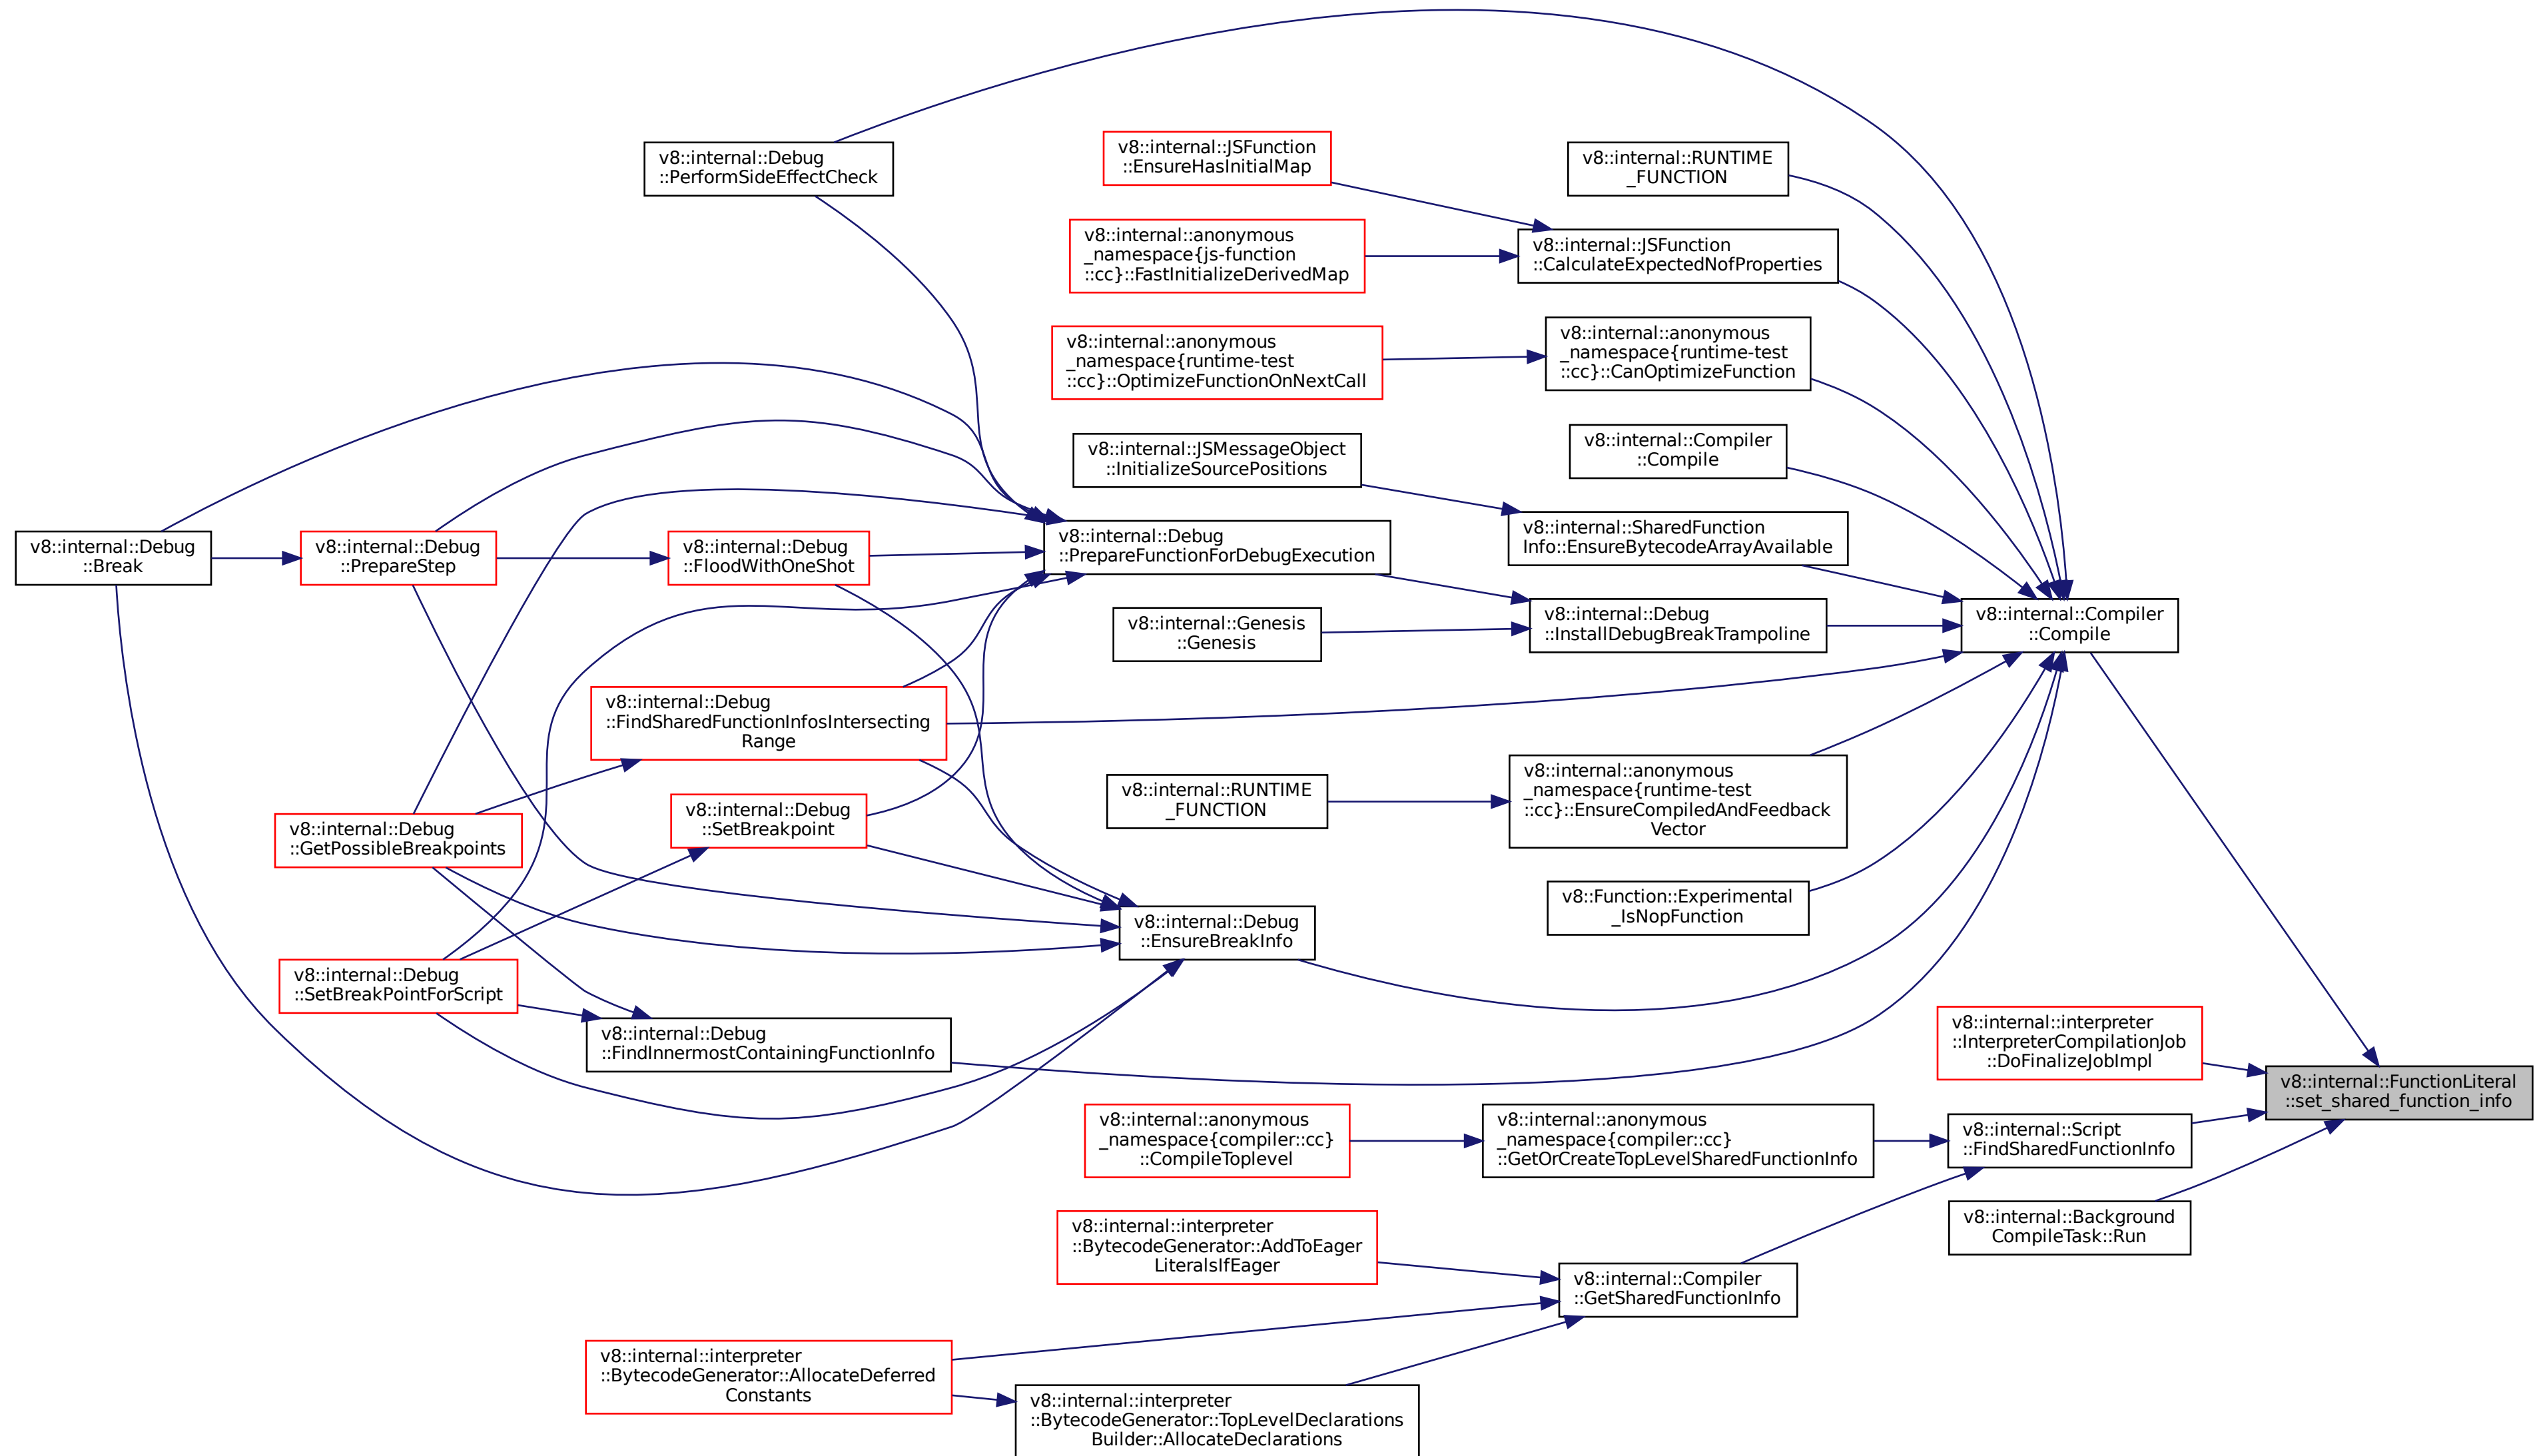 v8::internal::Debug
::PerformSideEffectCheck
v8::internal::JSFunction
::EnsureHasInitialMap
v8::internal::RUNTIME
_FUNCTION
v8::internal::anonymous
_namespace{js-function
::cc}::FastInitializeDerivedMap
v8::internal::JSFunction
::CalculateExpectedNofProperties
v8::internal::anonymous
_namespace{runtime-test
::cc}::OptimizeFunctionOnNextCall
v8::internal::anonymous
_namespace{runtime-test
::cc}::CanOptimizeFunction
v8::internal::JSMessageObject
::InitializeSourcePositions
v8::internal::Compiler
::Compile
v8::internal::Debug
::Break
v8::internal::Debug
::PrepareStep
v8::internal::Debug
::FloodWithOneShot
v8::internal::Debug
::PrepareFunctionForDebugExecution
v8::internal::SharedFunction
Info::EnsureBytecodeArrayAvailable
v8::internal::Genesis
::Genesis
v8::internal::Debug
::InstallDebugBreakTrampoline
v8::internal::Compiler
::Compile
v8::internal::Debug
::FindSharedFunctionInfosIntersecting
Range
v8::internal::RUNTIME
_FUNCTION
v8::internal::anonymous
_namespace{runtime-test
::cc}::EnsureCompiledAndFeedback
Vector
v8::internal::Debug
::GetPossibleBreakpoints
v8::internal::Debug
::SetBreakpoint
v8::Function::Experimental
_IsNopFunction
v8::internal::Debug
::EnsureBreakInfo
v8::internal::Debug
::SetBreakPointForScript
v8::internal::Debug
::FindInnermostContainingFunctionInfo
v8::internal::interpreter
::InterpreterCompilationJob
::DoFinalizeJobImpl
v8::internal::FunctionLiteral
::set_shared_function_info
v8::internal::anonymous
_namespace{compiler::cc}
::CompileToplevel
v8::internal::anonymous
_namespace{compiler::cc}
::GetOrCreateTopLevelSharedFunctionInfo
v8::internal::Script
::FindSharedFunctionInfo
v8::internal::Background
CompileTask::Run
v8::internal::interpreter
::BytecodeGenerator::AddToEager
LiteralsIfEager
v8::internal::Compiler
::GetSharedFunctionInfo
v8::internal::interpreter
::BytecodeGenerator::AllocateDeferred
Constants
v8::internal::interpreter
::BytecodeGenerator::TopLevelDeclarations
Builder::AllocateDeclarations